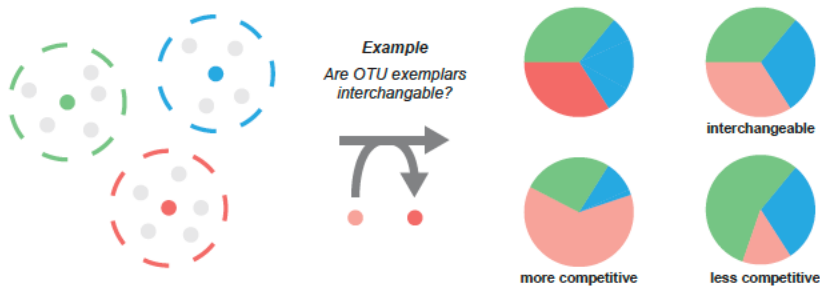 Example
Are OTU exemplars
interchangable?
interchangeable
more competitive
less competitive